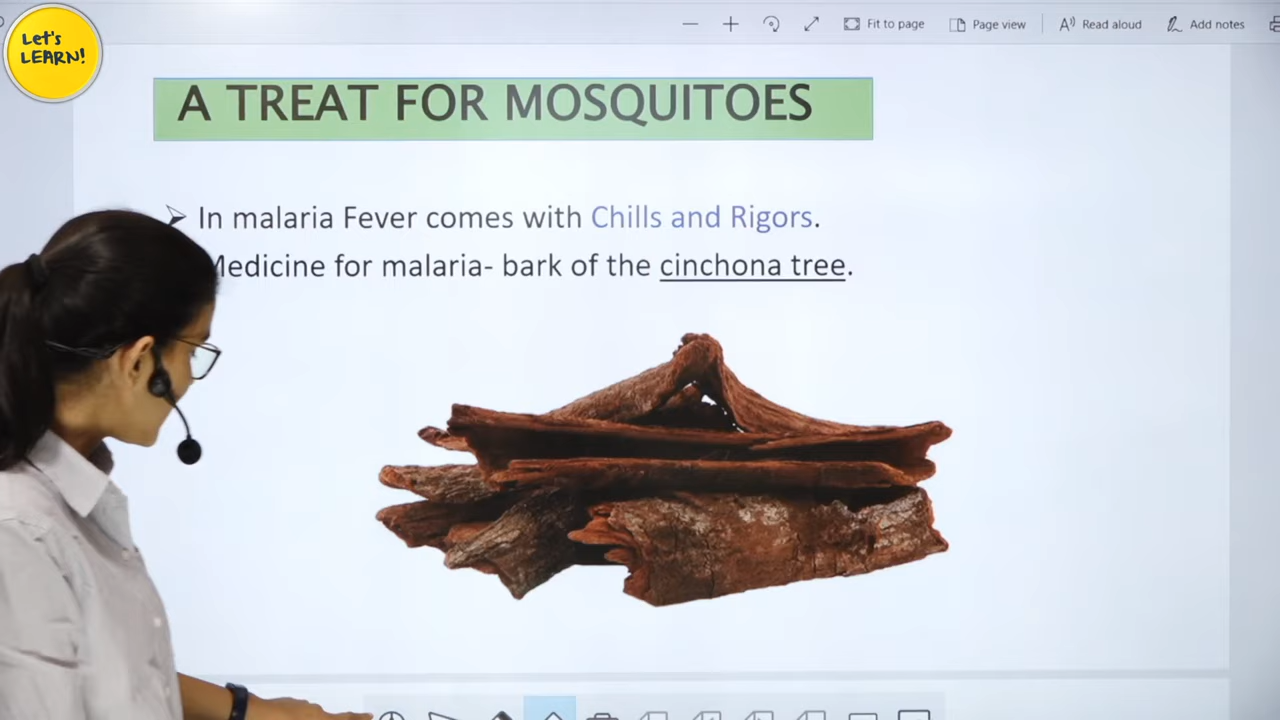 Let's
LEARN!
Fit to page
Page view
Read aloud
Add notes
A TREAT FOR MOSQUITOES
In malaria Fever comes with Chills and Rigors.
Medicine for malaria- bark of the cinchona tree.